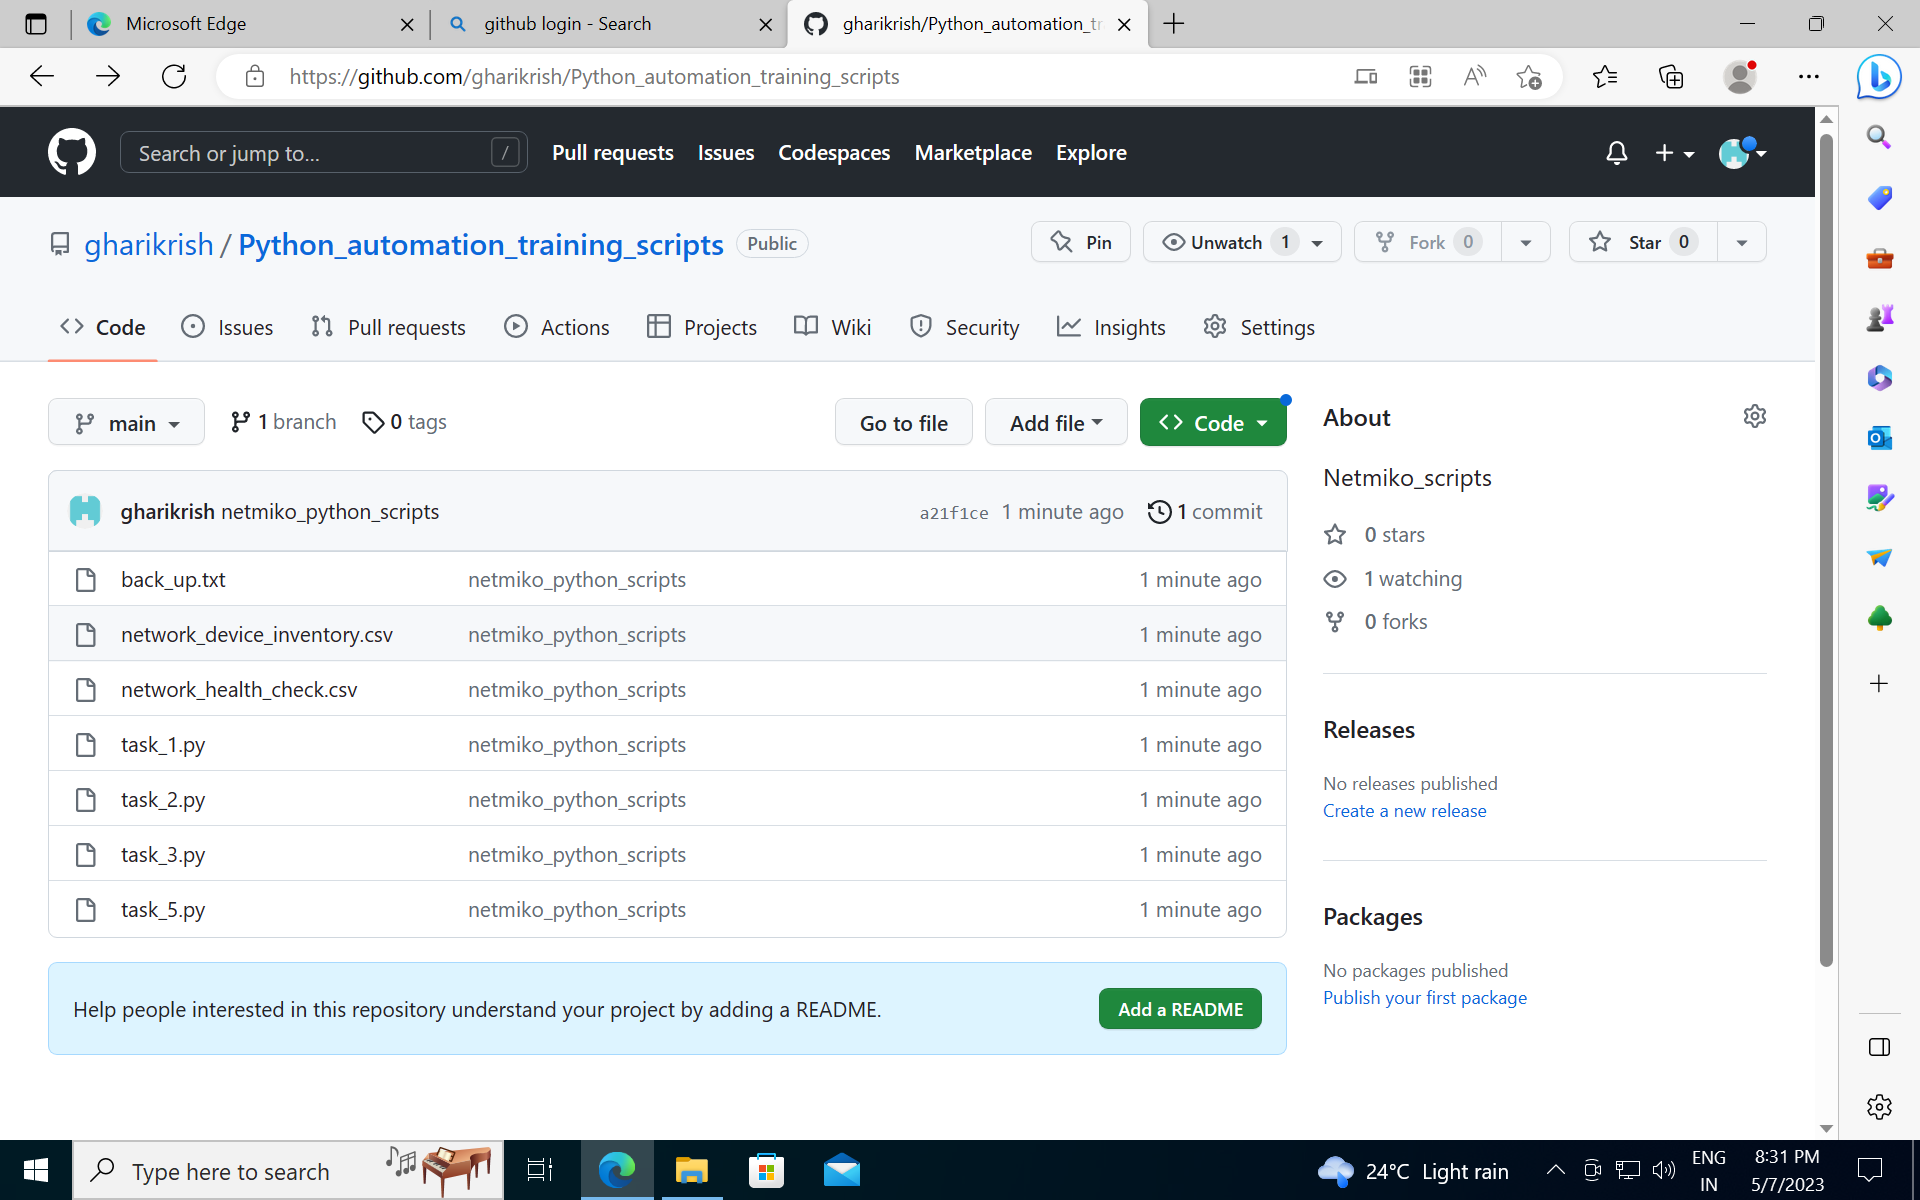 Microsoft Edge
github login - Search
gharikrish/Python_automation_tr
https://github.com/gharikrish/Python_automation_training_scripts
Search or jump to...
/
Pull requests
Issues
Codespaces
Marketplace
Explore
gharikrish / Python_automation_training_scripts
Public
Pin
Unwatch 1
Fork 0
Star 0
Code
Issues
Pull requests
Actions
Projects
Wiki
Security
Insights
Settings
main
1 branch
0 tags
Go to file
Add file
Code
About
Netmiko_scripts
gharikrish netmiko_python_scripts
a21f1ce 1 minute ago
1 commit
0 stars
back_up.txt netmiko_python_scripts 1 minute ago
1 watching
network_device_inventory.csv netmiko_python_scripts 1 minute ago
0 forks
network_health_check.csv netmiko_python_scripts 1 minute ago
task_1.py netmiko_python_scripts 1 minute ago
task_2.py netmiko_python_scripts 1 minute ago
task_3.py netmiko_python_scripts 1 minute ago
task_5.py netmiko_python_scripts 1 minute ago
Releases
No releases published
Create a new release
Packages
No packages published
Publish your first package
Help people interested in this repository understand your project by adding a README.
Add a README
Type here to search
24°C Light rain
ENG
IN
8:31 PM
5/7/2023